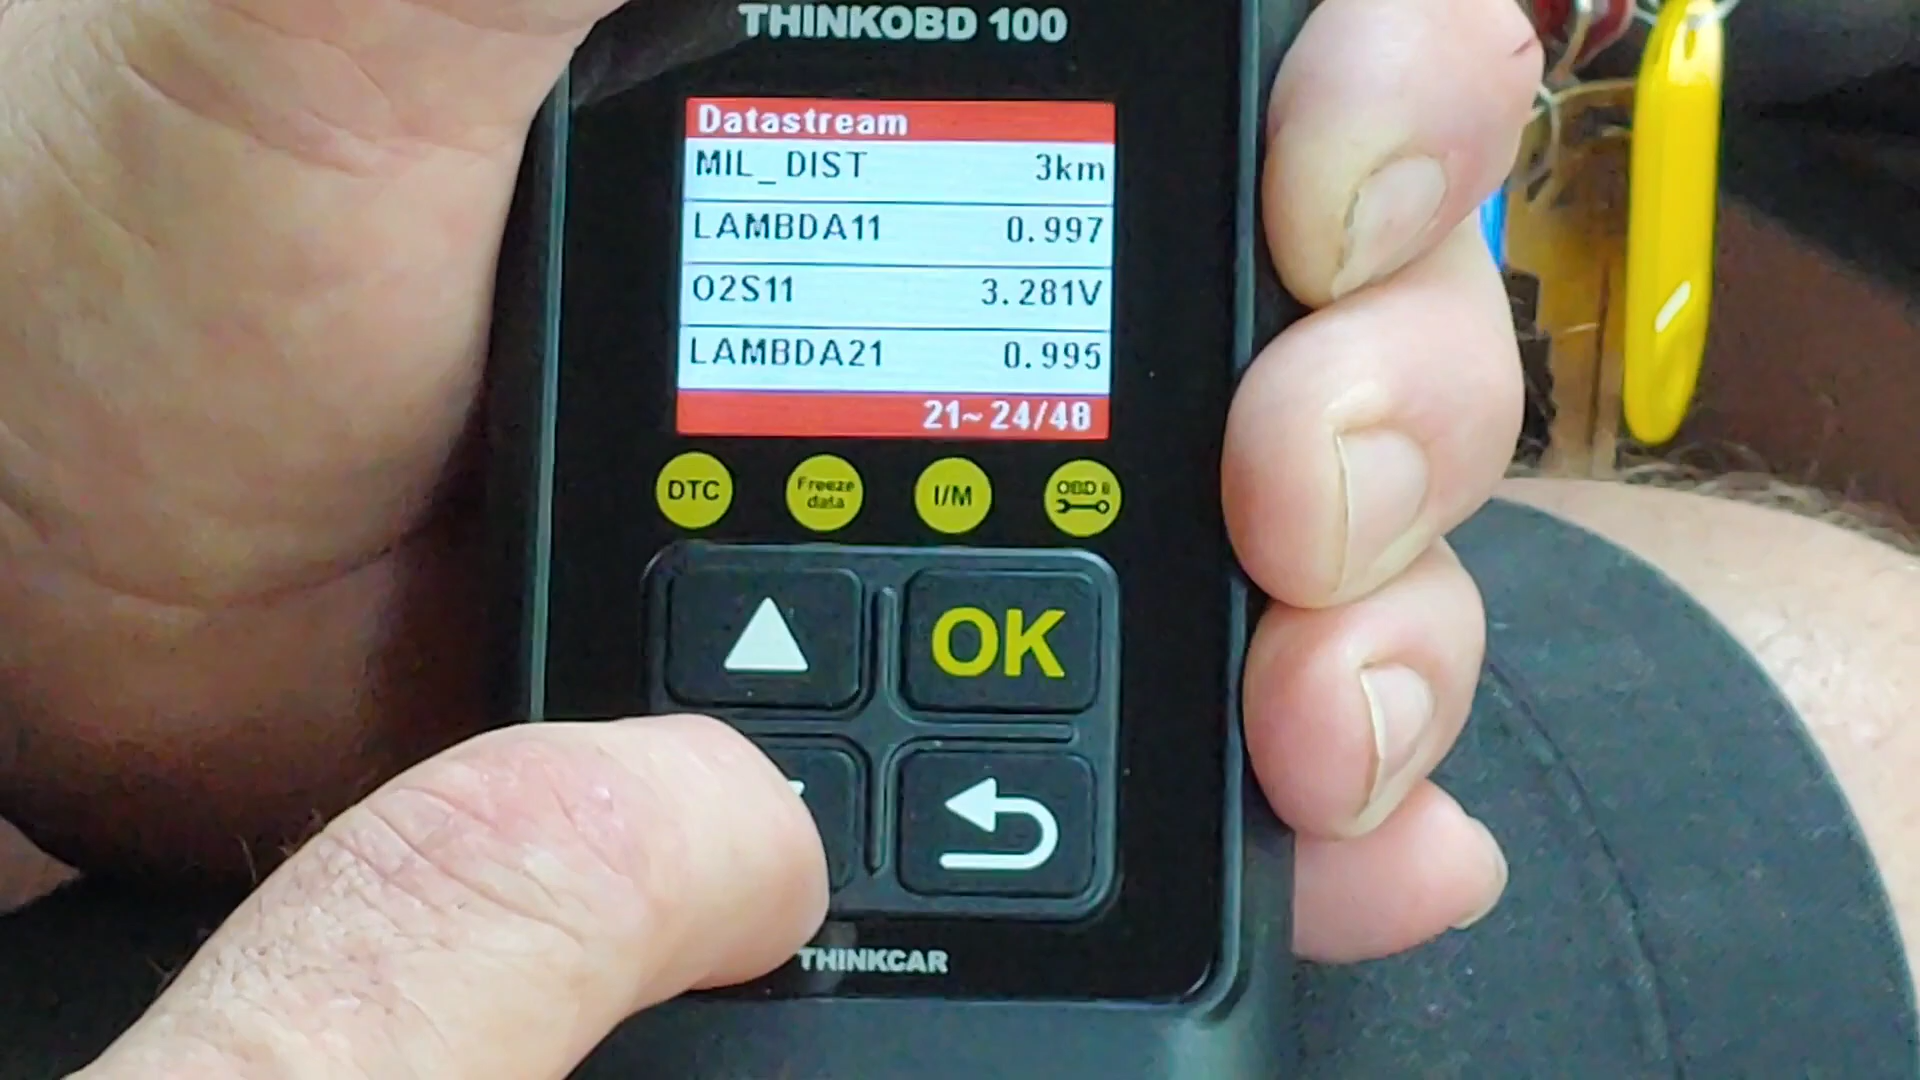 THINKOBD 100
Datastream
MIL_DIST 3km
LAMBDA11 0.997
O2S11 3.281V
LAMBDA21 0.995
21~24/48
DTC Freeze data I/M OBD II
OK
THINKCAR